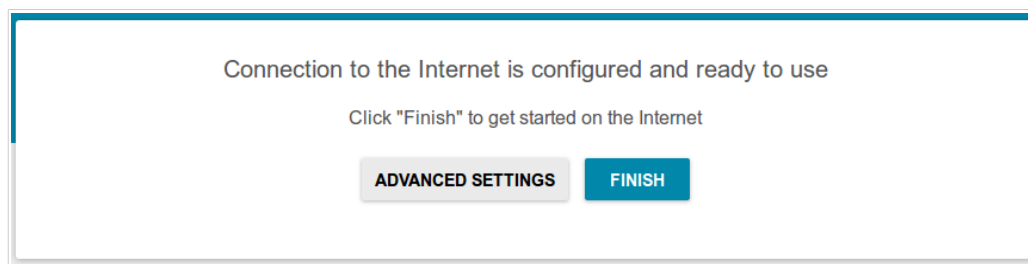 Connection to the Internet is configured and ready to use
Click "Finish" to get started on the Internet
ADVANCED SETTINGS FINISH